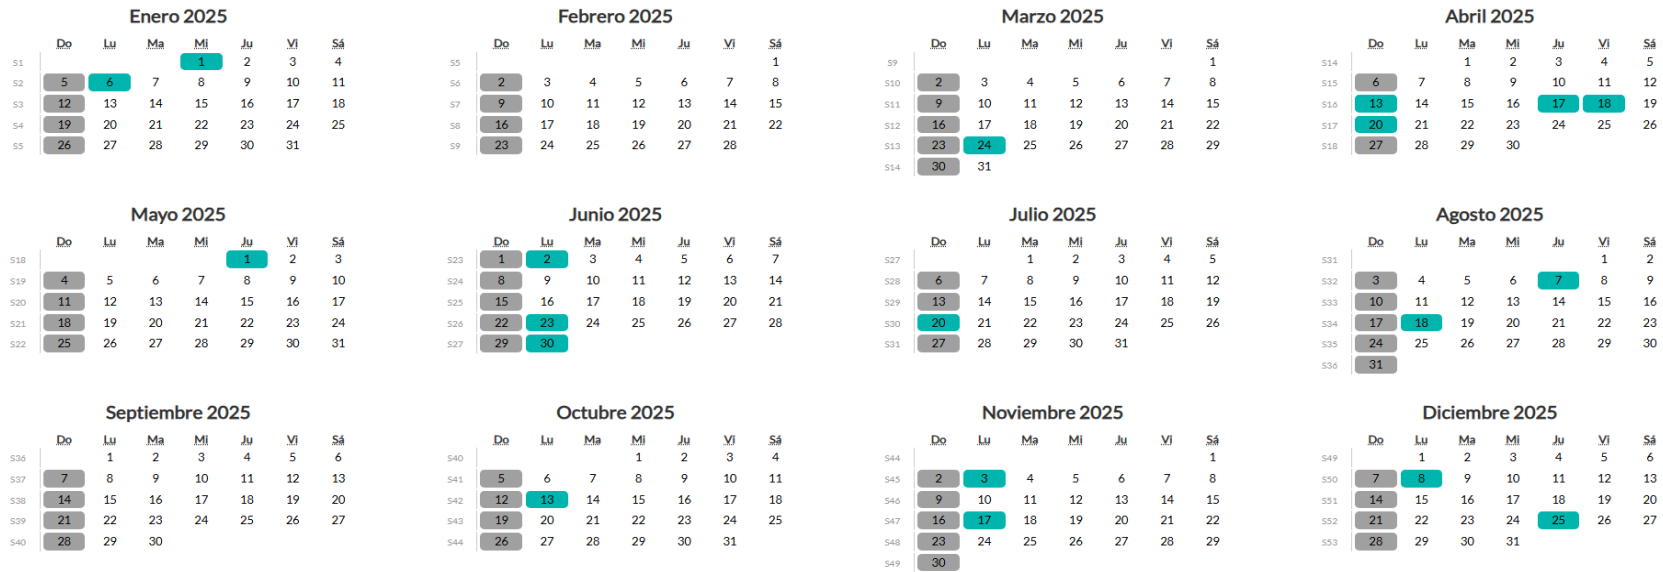 Enero 2025
Do Lu Ma Mi Ju Vi Sá
S1 1 2 3 4
S2 5 6 7 8 9 10 11
S3 12 13 14 15 16 17 18
S4 19 20 21 22 23 24 25
S5 26 27 28 29 30 31
Febrero 2025
Do Lu Ma Mi Ju Vi Sá
S5 1
S6 2 3 4 5 6 7 8
S7 9 10 11 12 13 14 15
S8 16 17 18 19 20 21 22
S9 23 24 25 26 27 28
Marzo 2025
Do Lu Ma Mi Ju Vi Sá
S9 1
S10 2 3 4 5 6 7 8
S11 9 10 11 12 13 14 15
S12 16 17 18 19 20 21 22
S13 23 24 25 26 27 28 29
S14 30 31
Abril 2025
Do Lu Ma Mi Ju Vi Sá
S14 1 2 3 4 5
S15 6 7 8 9 10 11 12
S16 13 14 15 16 17 18 19
S17 20 21 22 23 24 25 26
S18 27 28 29 30
Mayo 2025
Do Lu Ma Mi Ju Vi Sá
S18 1 2 3
S19 4 5 6 7 8 9 10
S20 11 12 13 14 15 16 17
S21 18 19 20 21 22 23 24
S22 25 26 27 28 29 30 31
Junio 2025
Do Lu Ma Mi Ju Vi Sá
S23 1 2 3 4 5 6 7
S24 8 9 10 11 12 13 14
S25 15 16 17 18 19 20 21
S26 22 23 24 25 26 27 28
S27 29 30
Julio 2025
Do Lu Ma Mi Ju Vi Sá
S27 1 2 3 4 5
S28 6 7 8 9 10 11 12
S29 13 14 15 16 17 18 19
S30 20 21 22 23 24 25 26
S31 27 28 29 30 31
Agosto 2025
Do Lu Ma Mi Ju Vi Sá
S31 1 2
S32 3 4 5 6 7 8 9
S33 10 11 12 13 14 15 16
S34 17 18 19 20 21 22 23
S35 24 25 26 27 28 29 30
S36 31
Septiembre 2025
Do Lu Ma Mi Ju Vi Sá
S36 1 2 3 4 5 6
S37 7 8 9 10 11 12 13
S38 14 15 16 17 18 19 20
S39 21 22 23 24 25 26 27
S40 28 29 30
Octubre 2025
Do Lu Ma Mi Ju Vi Sá
S40 1 2 3 4
S41 5 6 7 8 9 10 11
S42 12 13 14 15 16 17 18
S43 19 20 21 22 23 24 25
S44 26 27 28 29 30 31
Noviembre 2025
Do Lu Ma Mi Ju Vi Sá
S44 1
S45 2 3 4 5 6 7 8
S46 9 10 11 12 13 14 15
S47 16 17 18 19 20 21 22
S48 23 24 25 26 27 28 29
S49 30
Diciembre 2025
Do Lu Ma Mi Ju Vi Sá
S49 1 2 3 4 5 6
S50 7 8 9 10 11 12 13
S51 14 15 16 17 18 19 20
S52 21 22 23 24 25 26 27
S53 28 29 30 31